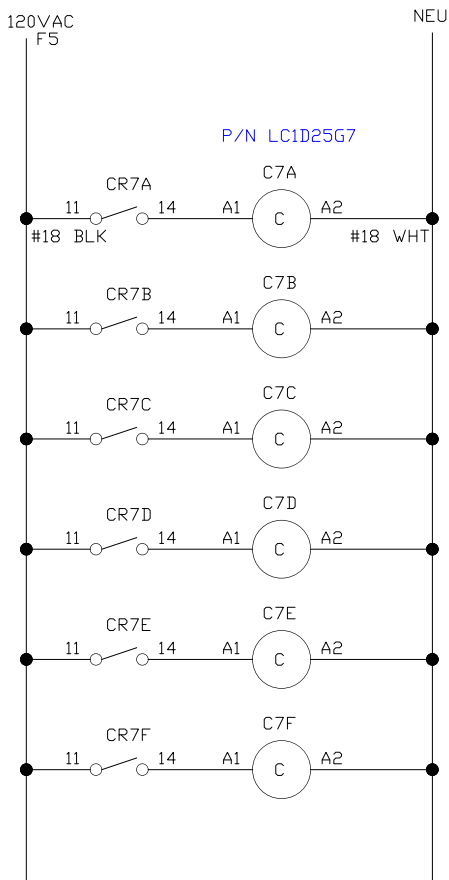 120VAC NEU
F5
P/N LC1D25G7
C7A
CR7A
11 14 A1 C A2
#18 BLK #18 WHT
C7B
CR7B
11 14 A1 C A2
C7C
CR7C
11 14 A1 C A2
C7D
CR7D
11 14 A1 C A2
C7E
CR7E
11 14 A1 C A2
C7F
CR7F
11 14 A1 C A2